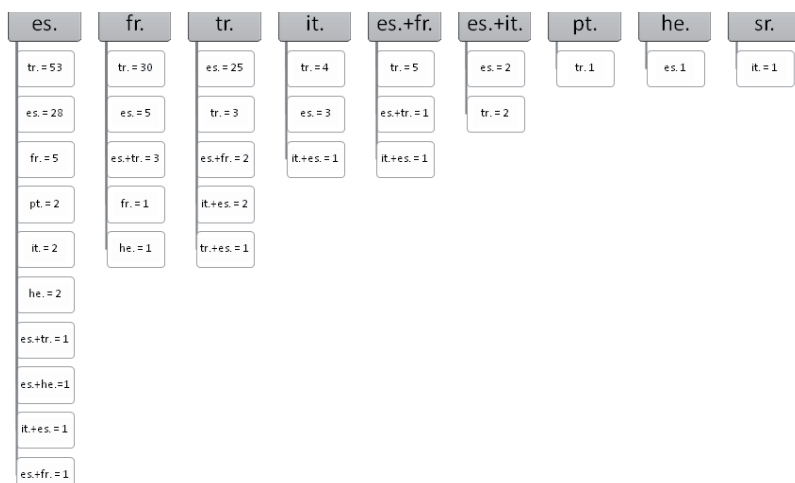 es.
tr. = 53
es. = 28
fr. = 5
pt. = 2
it. = 2
he. = 2
es.+tr. = 1
es.+he.=1
it.+es. = 1
es.+fr. = 1
fr.
tr. = 30
es. = 5
es.+tr. = 3
fr. = 1
he. = 1
tr.
es. = 25
tr. = 3
es.+fr. = 2
it.+es. = 2
tr.+es. = 1
it.
tr. = 4
es. = 3
it.+es. = 1
es.+fr.
tr. = 5
es.+tr. = 1
it.+es. = 1
es.+it.
es. = 2
tr. = 2
pt.
tr. 1
he.
es. 1
sr.
it. = 1